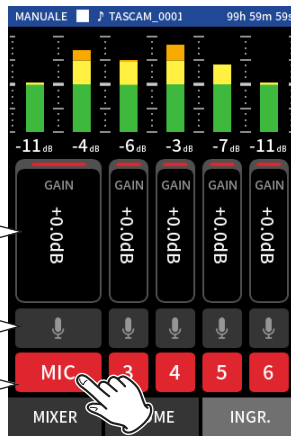 MANUALE TASCAM_0001 99h 59m 59s
-11 dB -4 dB -6 dB -3 dB -7 dB -11 dB
GAIN GAIN GAIN GAIN GAIN
+0.0dB +0.0dB +0.0dB +0.0dB +0.0dB
MIC 3 4 5 6
MIXER ME INGR.